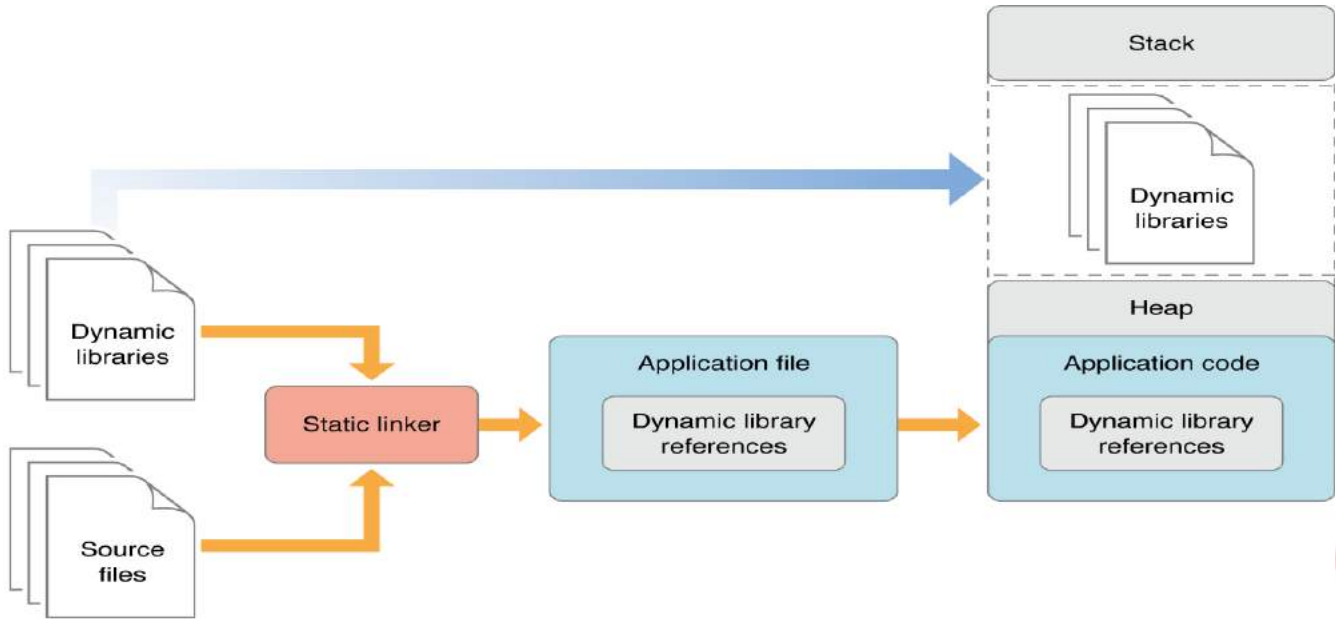 Stack
Dynamic
libraries
Dynamic
libraries
Heap
Application file
Application code
Static linker
Dynamic library
references
Dynamic library
references
Source
files